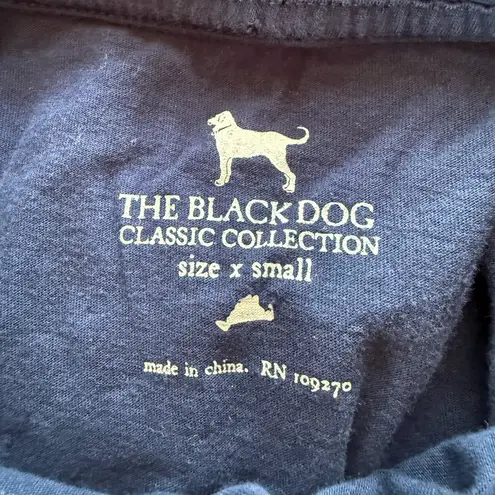 THE BLACK DOG
CLASSIC COLLECTION
size x small
made in china. RN 109270